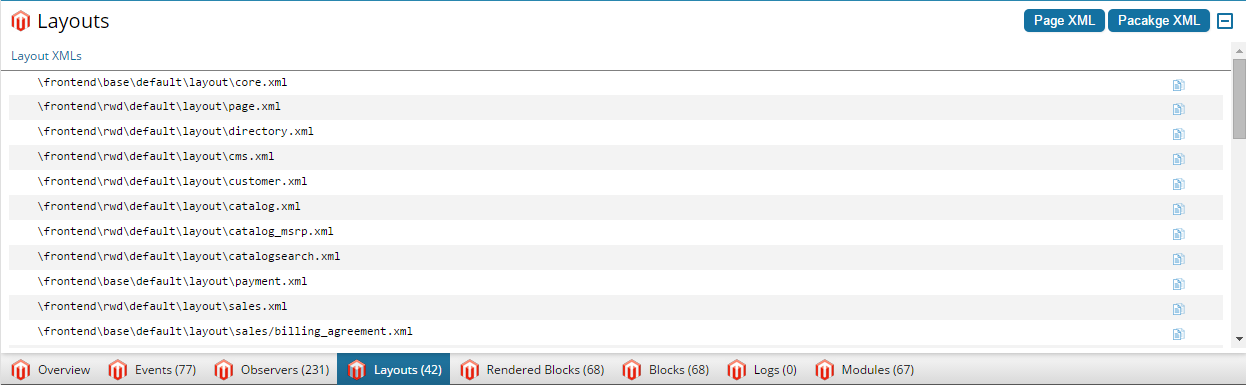 Layouts
Page XML
Pacakge XML
Layout XMLs
\frontend\base\default\layout\core.xml
\frontend\rwd\default\layout\page.xml
\frontend\rwd\default\layout\directory.xml
\frontend\rwd\default\layout\cms.xml
\frontend\rwd\default\layout\customer.xml
\frontend\rwd\default\layout\catalog.xml
\frontend\rwd\default\layout\catalog_msrp.xml
\frontend\rwd\default\layout\catalogsearch.xml
\frontend\base\default\layout\payment.xml
\frontend\rwd\default\layout\sales.xml
\frontend\base\default\layout\sales/billing_agreement.xml
Overview Events (77) Observers (231) Layouts (42) Rendered Blocks (68) Blocks (68) Logs (0) Modules (67)